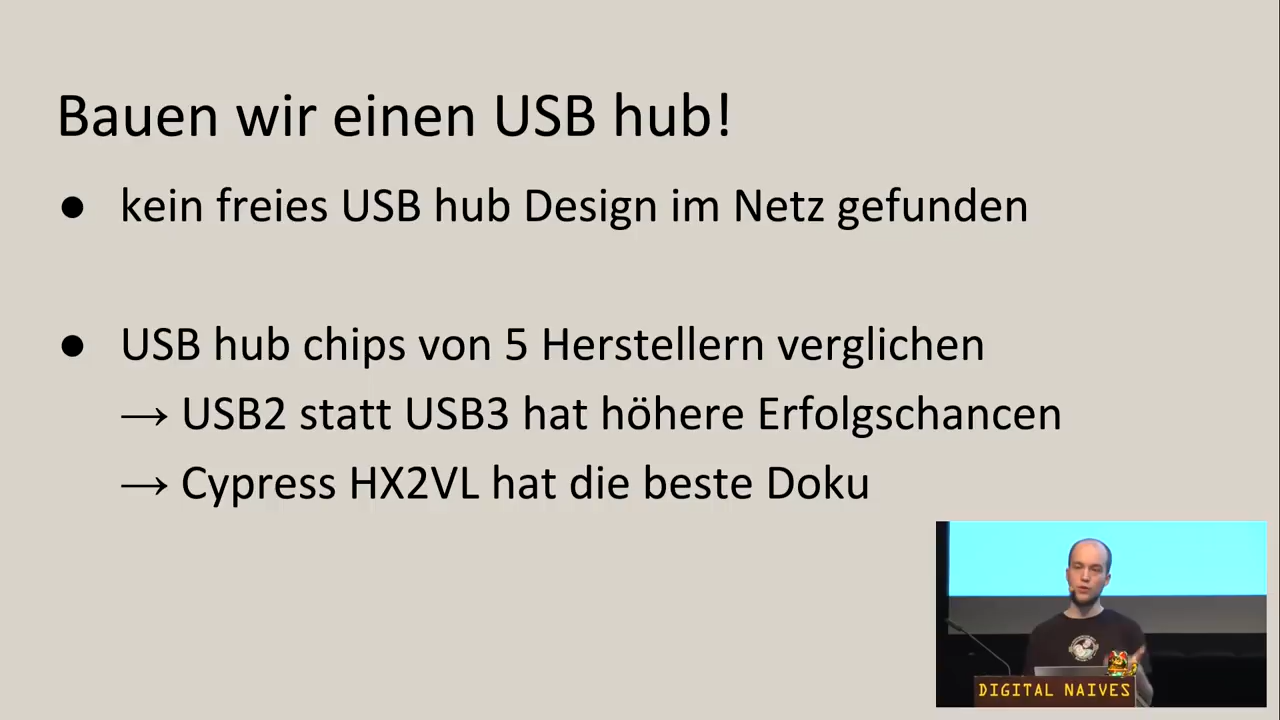 Bauen wir einen USB hub!
● kein freies USB hub Design im Netz gefunden
● USB hub chips von 5 Herstellern verglichen
→ USB2 statt USB3 hat höhere Erfolgschancen
→ Cypress HX2VL hat die beste Doku
DIGITAL NAIVES